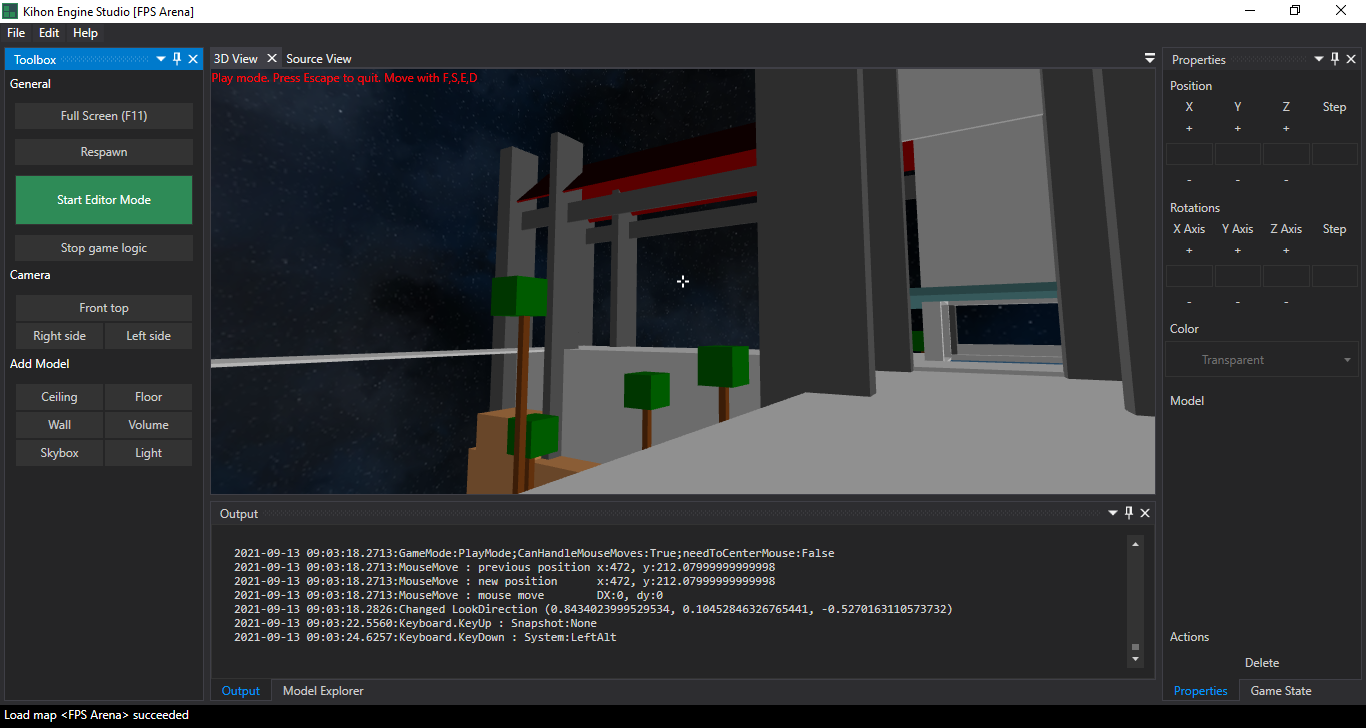 Kihon Engine Studio [FPS Arena]
File Edit Help
Toolbox
General
Full Screen (F11)
Respawn
Start Editor Mode
Stop game logic
Camera
Front top
Right side Left side
Add Model
Ceiling Floor
Wall Volume
Skybox Light
3D View Source View
Play mode. Press Escape to quit. Move with F,S,E,D
Output
2021-09-13 09:03:18.2713:GameMode:PlayMode;CanHandleMouseMoves:True;needToCenterMouse:False
2021-09-13 09:03:18.2713:MouseMove : previous position x:472, y:212.07999999999998
2021-09-13 09:03:18.2713:MouseMove : new position x:472, y:212.07999999999998
2021-09-13 09:03:18.2713:MouseMove : mouse move DX:0, dy:0
2021-09-13 09:03:18.2826:Changed LookDirection (0.8434023999529534, 0.10452846326765441, -0.5270163110573732)
2021-09-13 09:03:22.5560:Keyboard.KeyUp : Snapshot:None
2021-09-13 09:03:24.6257:Keyboard.KeyDown : System:LeftAlt
Output Model Explorer
Properties
Position
X Y Z Step
+ + +
- - -
Rotations
X Axis Y Axis Z Axis Step
+ + +
- - -
Color
Transparent
Model
Actions
Delete
Properties Game State
Load map <FPS Arena> succeeded